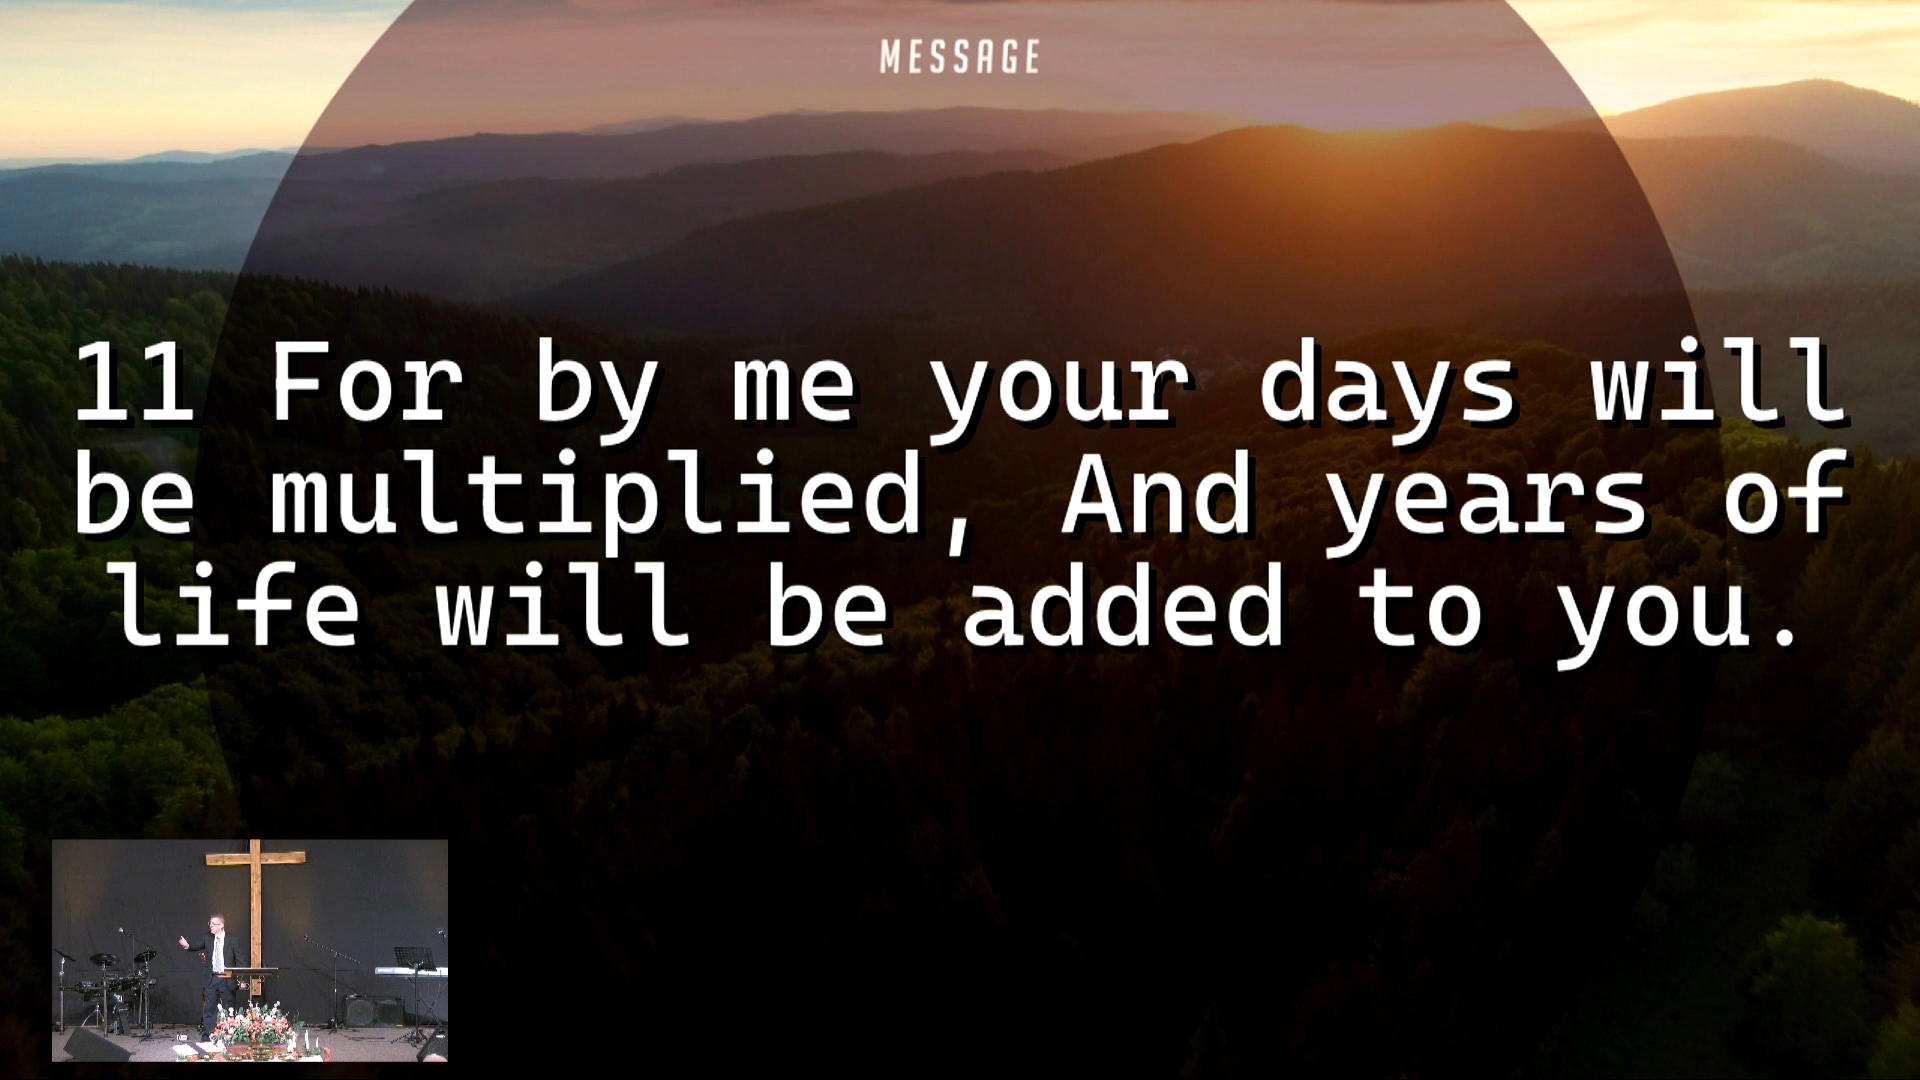 MESSAGE
11 For by me your days will
be multiplied, And years of
life will be added to you.